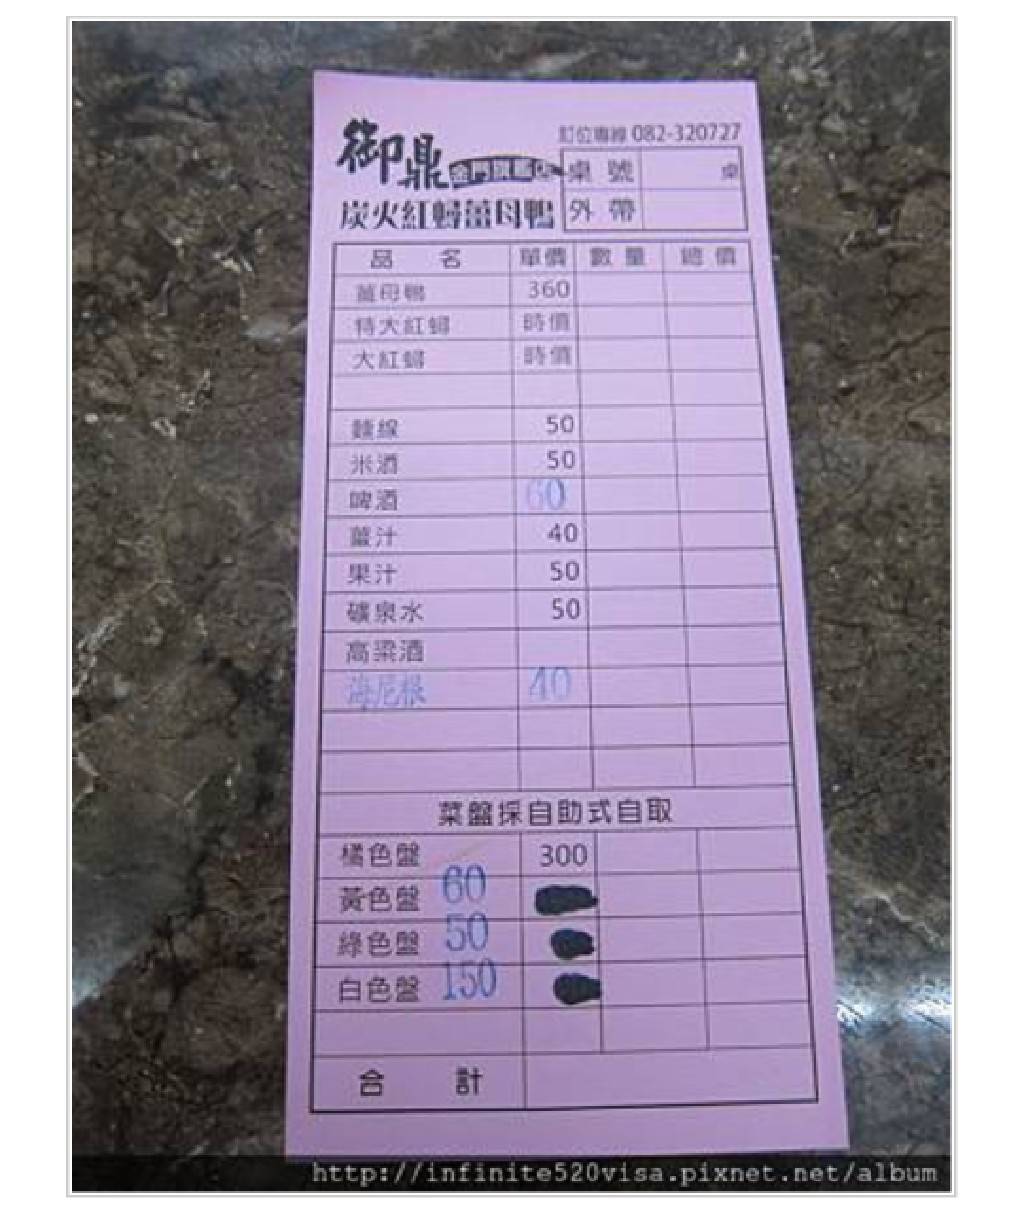 訂位專線 082-320727
御鼎 金門旗艦店
桌號 桌
炭火紅蟳薑母鴨
外帶
品名 單價 數量 總價
薑母鴨 360
特大紅蟳 時價
大紅蟳 時價
麵線 50
米酒 50
啤酒 60
薑汁 40
果汁 50
礦泉水 50
高粱酒
海尼根 40
菜盤採自助式自取
橘色盤 300
黃色盤 60
綠色盤 50
白色盤 150
合計
http://infinite520visa.pixnet.net/album